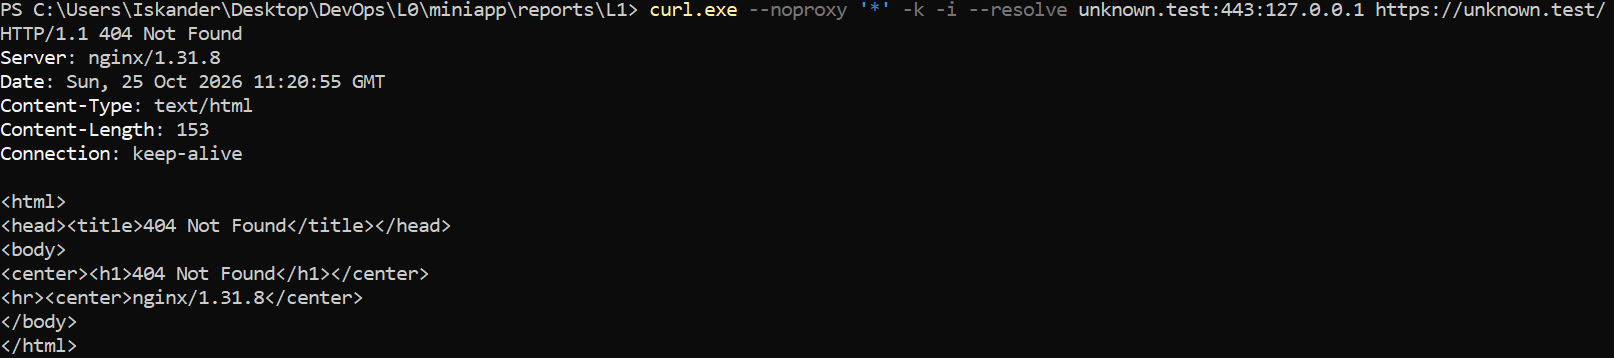 PS C:\Users\Iskander\Desktop\DevOps\L0\miniapp\reports\L1> curl.exe --noproxy '*' -k -i --resolve unknown.test:443:127.0.0.1 https://unknown.test/
HTTP/1.1 404 Not Found
Server: nginx/1.31.8
Date: Sun, 25 Oct 2026 11:20:55 GMT
Content-Type: text/html
Content-Length: 153
Connection: keep-alive

<html>
<head><title>404 Not Found</title></head>
<body>
<center><h1>404 Not Found</h1></center>
<hr><center>nginx/1.31.8</center>
</body>
</html>